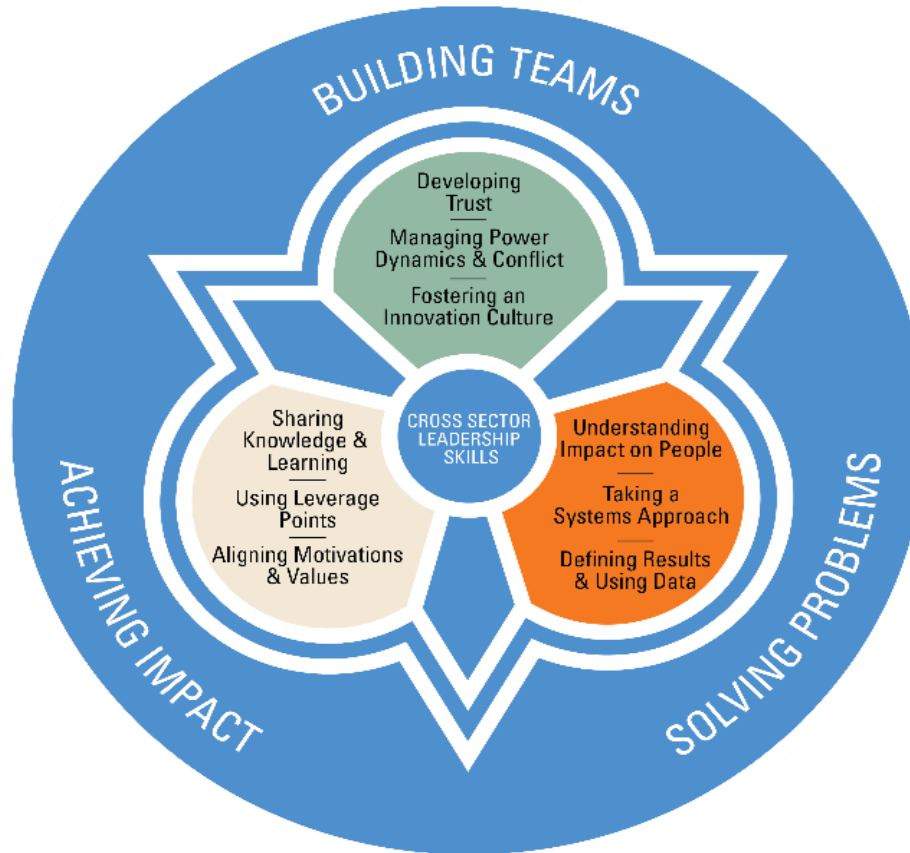 BUILDING TEAMS
Developing
Trust
Managing Power
Dynamics & Conflict
Fostering an
Innovation Culture
CROSS SECTOR
LEADERSHIP
SKILLS
Sharing
Knowledge &
Learning
Using Leverage
Points
Aligning Motivations
& Values
Understanding
Impact on People
Taking a
Systems Approach
Defining Results
& Using Data
ACHIEVING IMPACT
SOLVING PROBLEMS